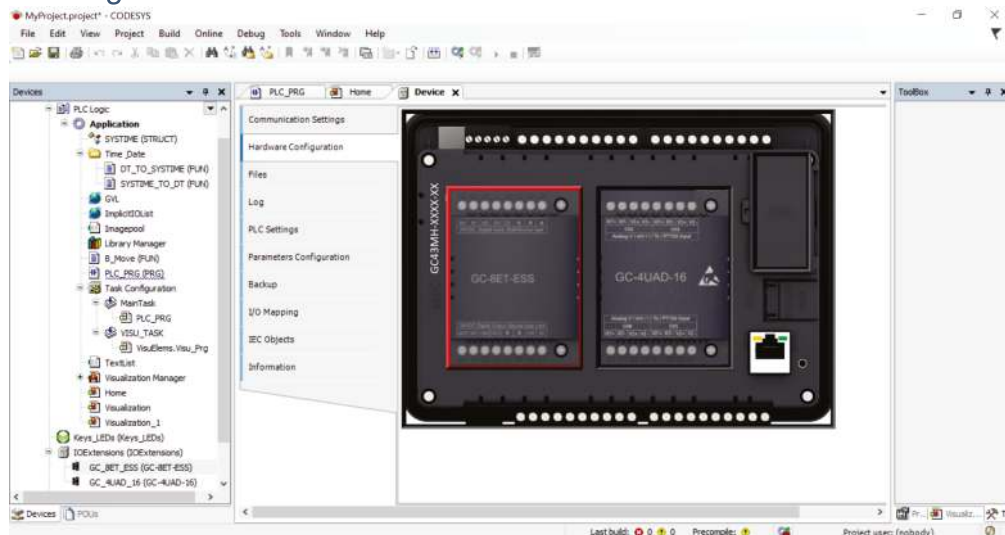 MyProject.project* - CODESYS
File Edit View Project Build Online Debug Tools Window Help
Devices
PLC Logic
Application
SYSTIME (STRUCT)
Time_Date
DT_TO_SYSTIME (FUN)
SYSTIME_TO_DT (FUN)
GVL
ImplicitIOList
Imagepool
Library Manager
B_Move (FUN)
PLC_PRG (PRG)
Task Configuration
MainTask
PLC_PRG
VISU_TASK
VisuElems.Visu_Prg
TextList
Visualization Manager
Home
Visualization
Visualization_1
Keys_LEDs (Keys_LEDs)
IOExtensions (IOExtensions)
GC_8ET_ESS (GC-8ET-ESS)
GC_4UAD_16 (GC-4UAD-16)
Devices POUs
PLC_PRG Home Device
Communication Settings
Hardware Configuration
Files
Log
PLC Settings
Parameters Configuration
Backup
I/O Mapping
IEC Objects
Information
GC43MH-XXXX-XX
GC-8ET-ESS
GC-4UAD-16
ToolBox
Pr... Visualiz...
Last build: 0 0 Precompile: Project user: (nobody)